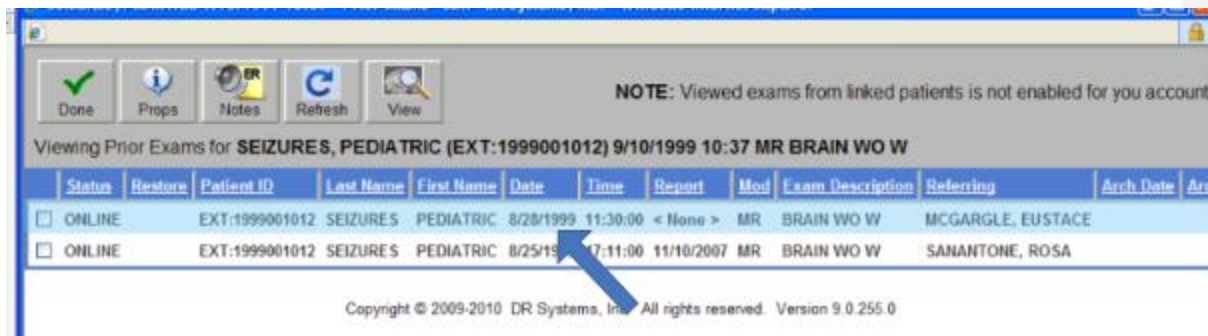 ER
Done Props Notes Refresh View
NOTE: Viewed exams from linked patients is not enabled for you account
Viewing Prior Exams for SEIZURES, PEDIATRIC (EXT:1999001012) 9/10/1999 10:37 MR BRAIN WO W
Status Restore Patient ID Last Name First Name Date Time Report Mod Exam Description Referring Arch Date
ONLINE EXT:1999001012 SEIZURES PEDIATRIC 8/28/1999 11:30:00 < None > MR BRAIN WO W MCGARGLE, EUSTACE
ONLINE EXT:1999001012 SEIZURES PEDIATRIC 17:11:00 11/10/2007 MR BRAIN WO W SANANTONE, ROSA
Copyright © 2009-2010 DR Systems, All rights reserved. Version 9.0.255.0